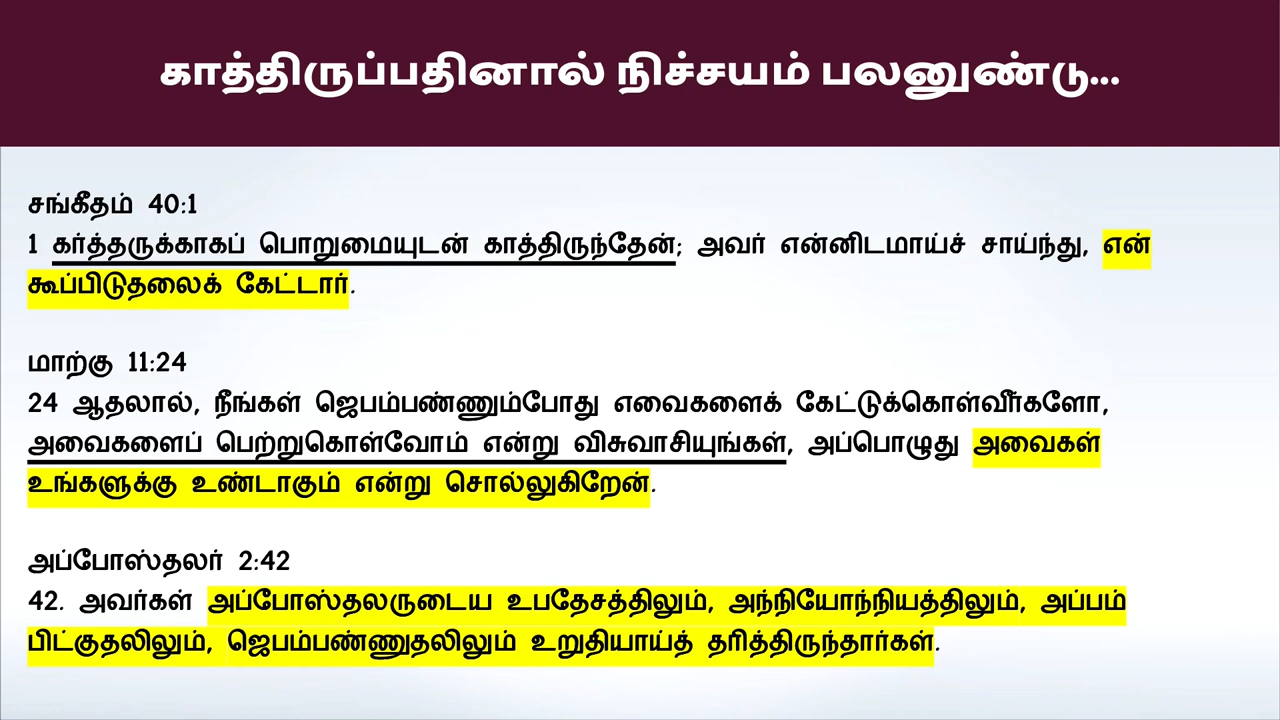 காத்திருப்பதினால் நிச்சயம் பலனுண்டு...
சங்கீதம் 40:1
1 கர்த்தருக்காகப் பொறுமையுடன் காத்திருந்தேன்; அவர் என்னிடமாய்ச் சாய்ந்து, என்
கூப்பிடுதலைக் கேட்டார்.
மாற்கு 11:24
24 ஆதலால், நீங்கள் ஜெபம்பண்ணும்போது எவைகளைக் கேட்டுக்கொள்வீர்களோ,
அவைகளைப் பெற்றுகொள்வோம் என்று விசுவாசியுங்கள், அப்பொழுது அவைகள்
உங்களுக்கு உண்டாகும் என்று சொல்லுகிறேன்.
அப்போஸ்தலர் 2:42
42. அவர்கள் அப்போஸ்தலருடைய உபதேசத்திலும், அந்நியோந்நியத்திலும், அப்பம்
பிட்குதலிலும், ஜெபம்பண்ணுதலிலும் உறுதியாய்த் தரித்திருந்தார்கள்.